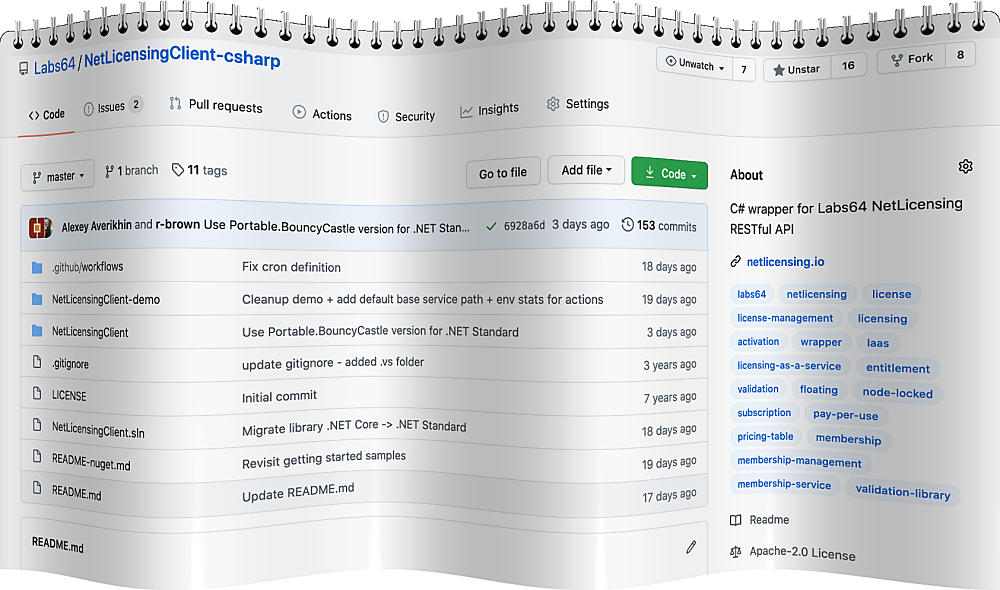 Labs64/NetLicensingClient-csharp
Unwatch 7 Unstar 16 Fork 8
<> Code Issues 2 Pull requests Actions Security Insights Settings
master 1 branch 11 tags Go to file Add file Code
Alexey Averikhin and r-brown Use Portable.BouncyCastle version for .NET Stan... 6928a6d 3 days ago 153 commits
.github/workflows Fix cron definition 18 days ago
NetLicensingClient-demo Cleanup demo + add default base service path + env stats for actions 19 days ago
NetLicensingClient Use Portable.BouncyCastle version for .NET Standard 3 days ago
.gitignore update gitignore - added .vs folder 3 years ago
LICENSE Initial commit 7 years ago
NetLicensingClient.sln Migrate library .NET Core -> .NET Standard 18 days ago
README-nuget.md Revisit getting started samples 19 days ago
README.md Update README.md 17 days ago
README.md
About
C# wrapper for Labs64 NetLicensing
RESTful API
netlicensing.io
labs64 netlicensing license
license-management licensing
activation wrapper laas
licensing-as-a-service entitlement
validation floating node-locked
subscription pay-per-use
pricing-table membership
membership-management
membership-service validation-library
Readme
Apache-2.0 License